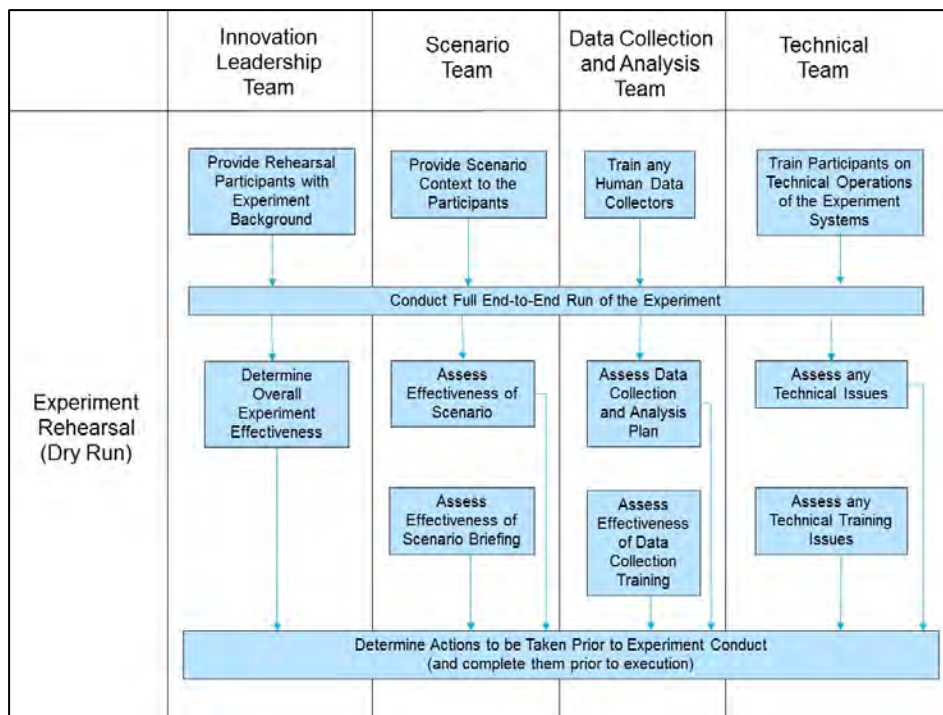 Innovation
Leadership
Team
Scenario
Team
Data Collection
and Analysis
Team
Technical
Team
Experiment
Rehearsal
(Dry Run)
Provide Rehearsal
Participants with
Experiment
Background
Provide Scenario
Context to the
Participants
Train any
Human Data
Collectors
Train Participants on
Technical Operations
of the Experiment
Systems
Conduct Full End-to-End Run of the Experiment
Determine
Overall
Experiment
Effectiveness
Assess
Effectiveness of
Scenario
Assess Data
Collection
and Analysis
Plan
Assess any
Technical Issues
Assess
Effectiveness of
Scenario Briefing
Assess
Effectiveness
of Data
Collection
Training
Assess any
Technical Training
Issues
Determine Actions to be Taken Prior to Experiment Conduct
(and complete them prior to execution)